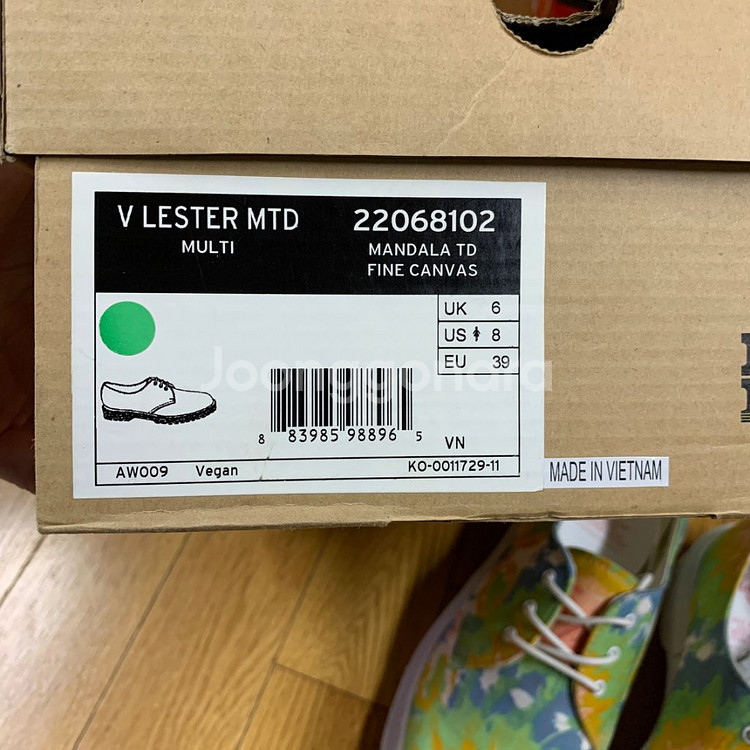 V LESTER MTD 22068102
MULTI MANDALA TD
FINE CANVAS
UK 6
US 8
EU 39
Joonggonara
8 83985 98896 5
VN
AW009 Vegan KO-0011729-11
MADE IN VIETNAM